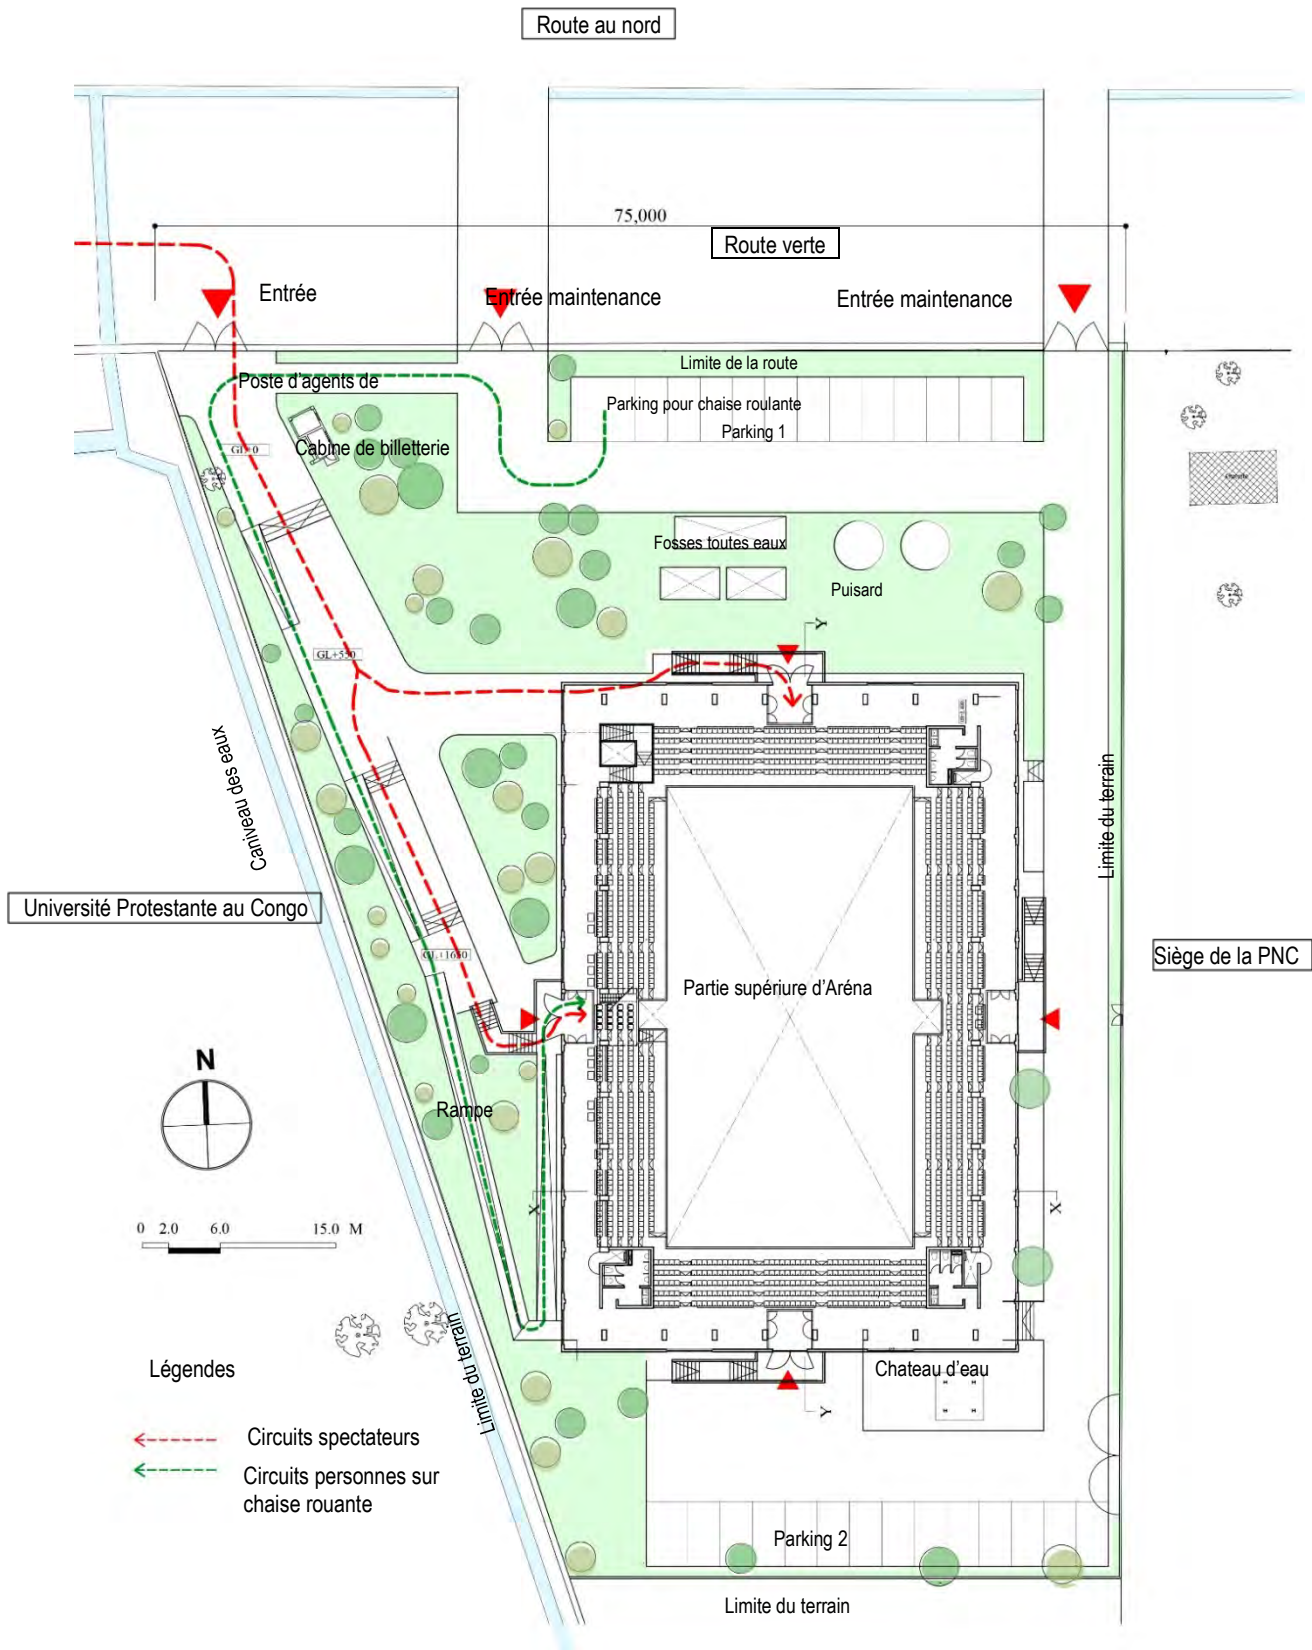 Route au nord
75,000
Route verte
Entrée
Entrée maintenance
Entrée maintenance
Limite de la route
Poste d'agents de
Parking pour chaise roulante
Parking 1
Cabine de billetterie
GL±0
Fosses toutes eaux
Puisard
Y
GL+550
Caniveau des eaux
Limite du terrain
Université Protestante au Congo
GL+1650
Siège de la PNC
Partie supériure d'Aréna
N
Rampe
X
X
0 2.0 6.0 15.0 M
Limite du terrain
Légendes
Chateau d'eau
Y
Circuits spectateurs
Circuits personnes sur
chaise rouante
Parking 2
Limite du terrain